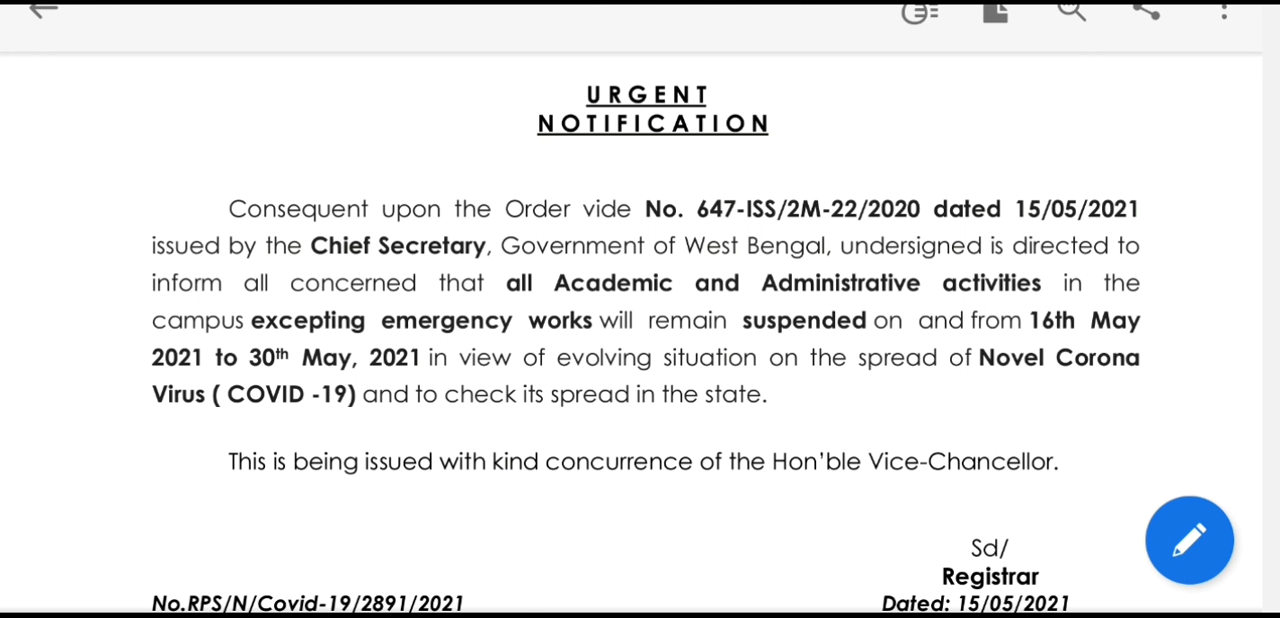 URGENT
NOTIFICATION
Consequent upon the Order vide No. 647-ISS/2M-22/2020 dated 15/05/2021
issued by the Chief Secretary, Government of West Bengal, undersigned is directed to
inform all concerned that all Academic and Administrative activities in the
campus excepting emergency works will remain suspended on and from 16th May
2021 to 30th May, 2021 in view of evolving situation on the spread of Novel Corona
Virus ( COVID -19) and to check its spread in the state.
This is being issued with kind concurrence of the Hon'ble Vice-Chancellor.
Sd/
Registrar
No.RPS/N/Covid-19/2891/2021 Dated: 15/05/2021